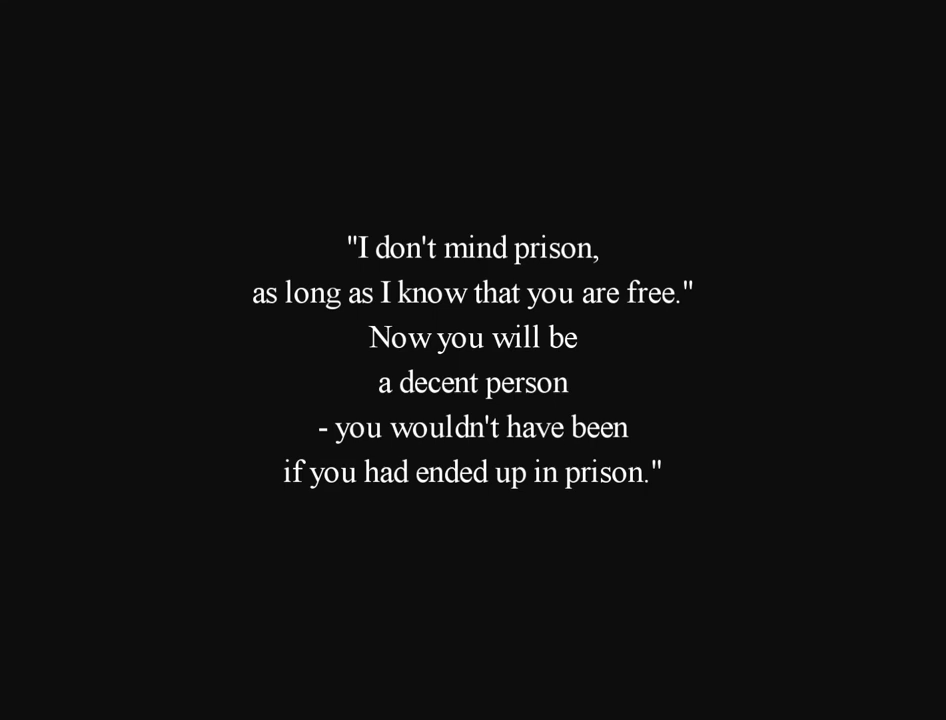 "I don't mind prison,
as long as I know that you are free."
Now you will be
a decent person
- you wouldn't have been
if you had ended up in prison."